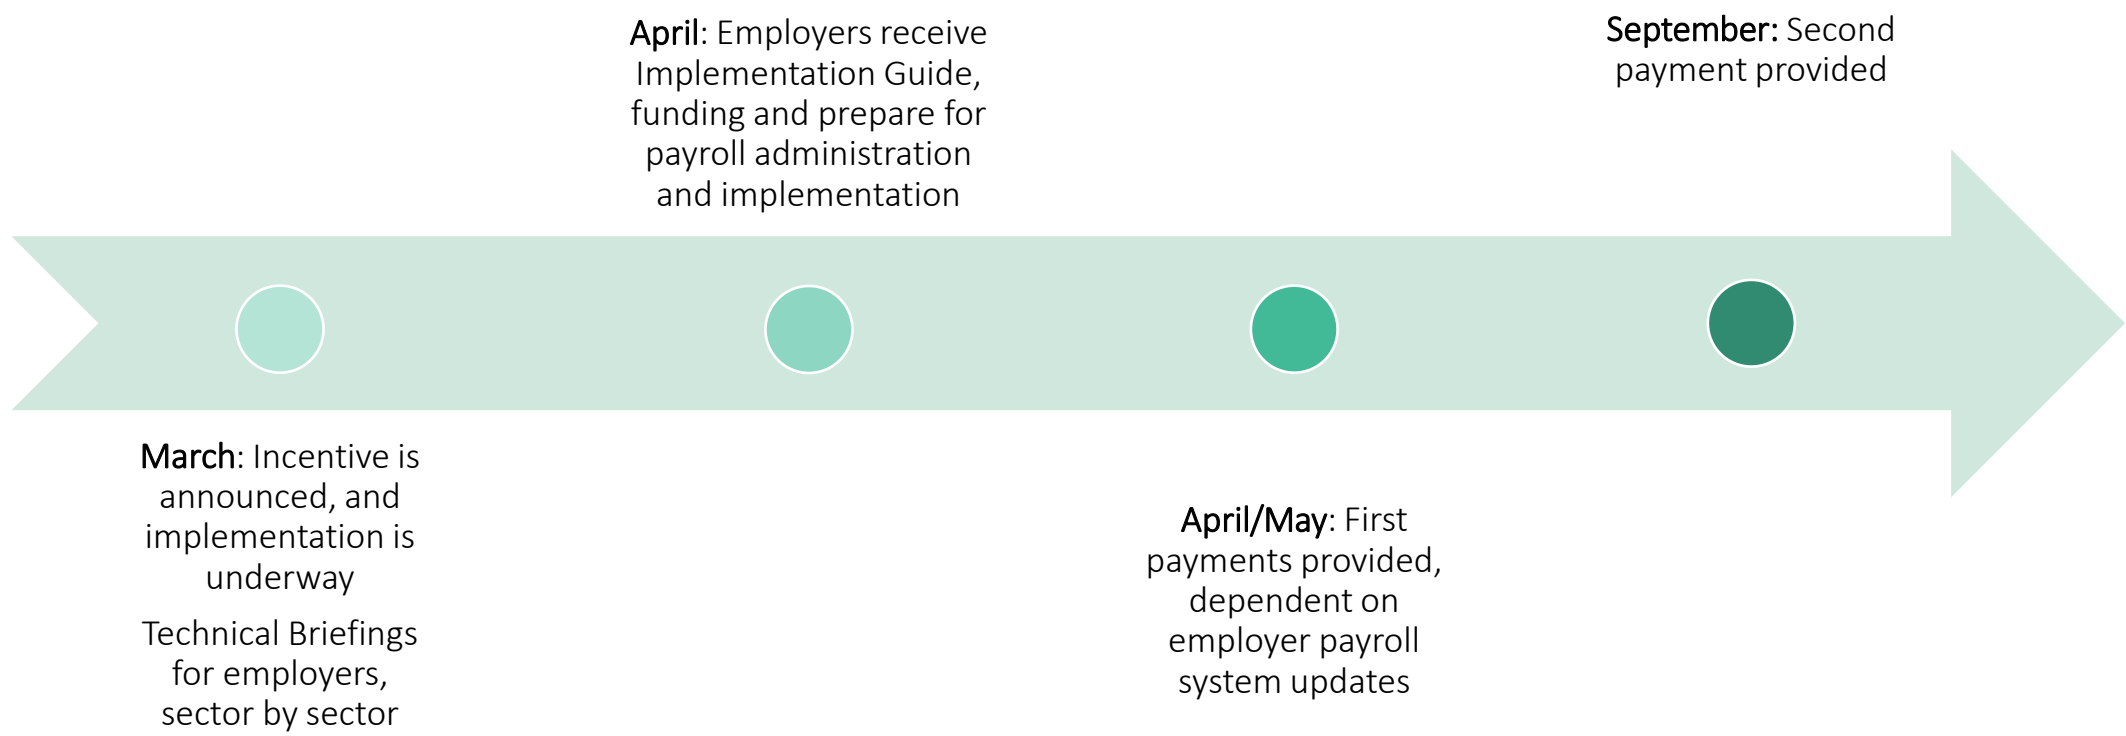 March: Incentive is
announced, and
implementation is
underway
Technical Briefings
for employers,
sector by sector
April: Employers receive
Implementation Guide,
funding and prepare for
payroll administration
and implementation
April/May: First
payments provided,
dependent on
employer payroll
system updates
September: Second
payment provided